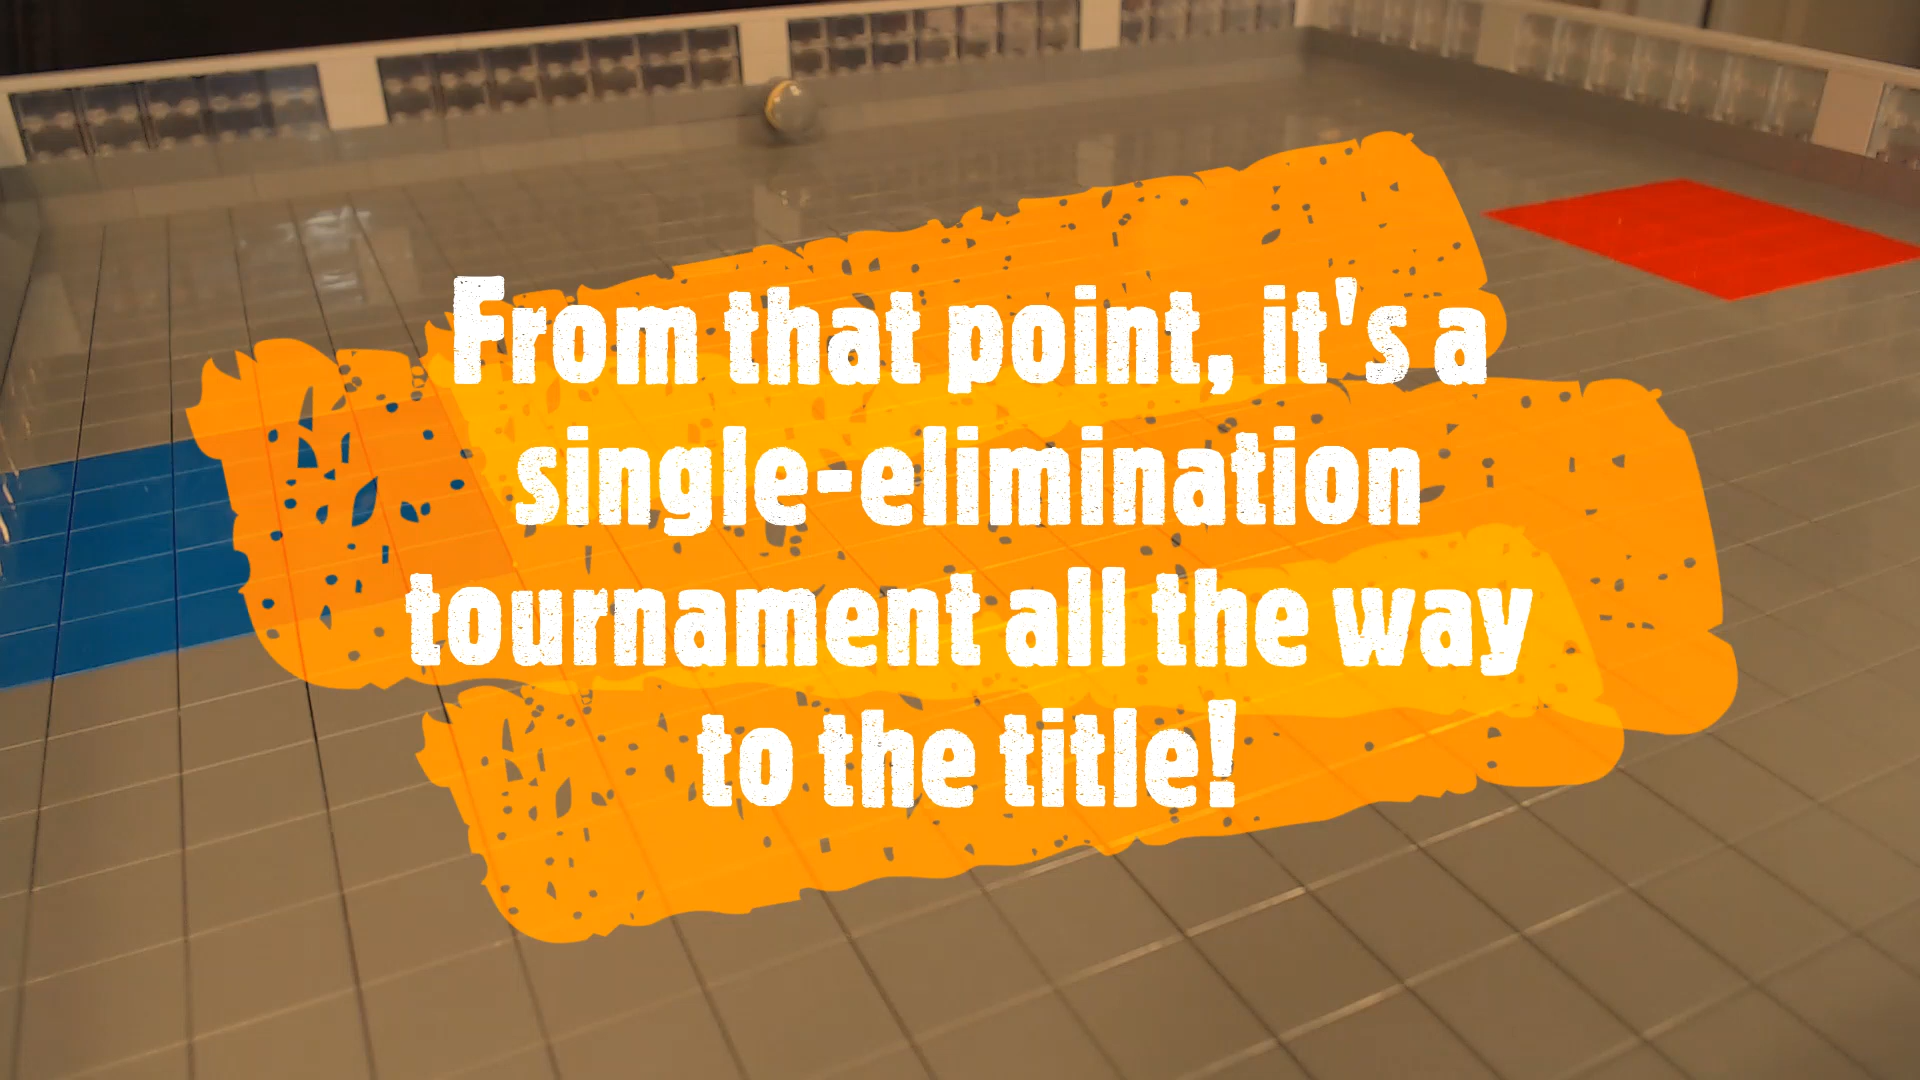 From that point, it's a
single-elimination
tournament all the way
to the title!